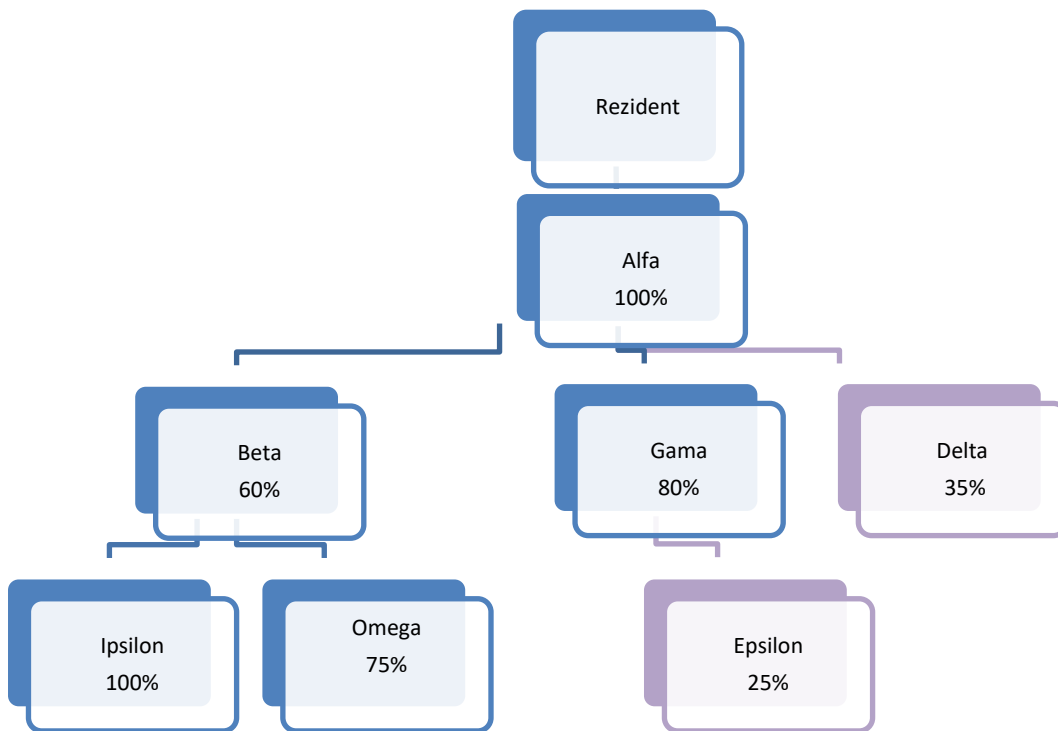 Rezident
Alfa
100%
Beta
60%
Gama
80%
Delta
35%
Ipsilon
100%
Omega
75%
Epsilon
25%